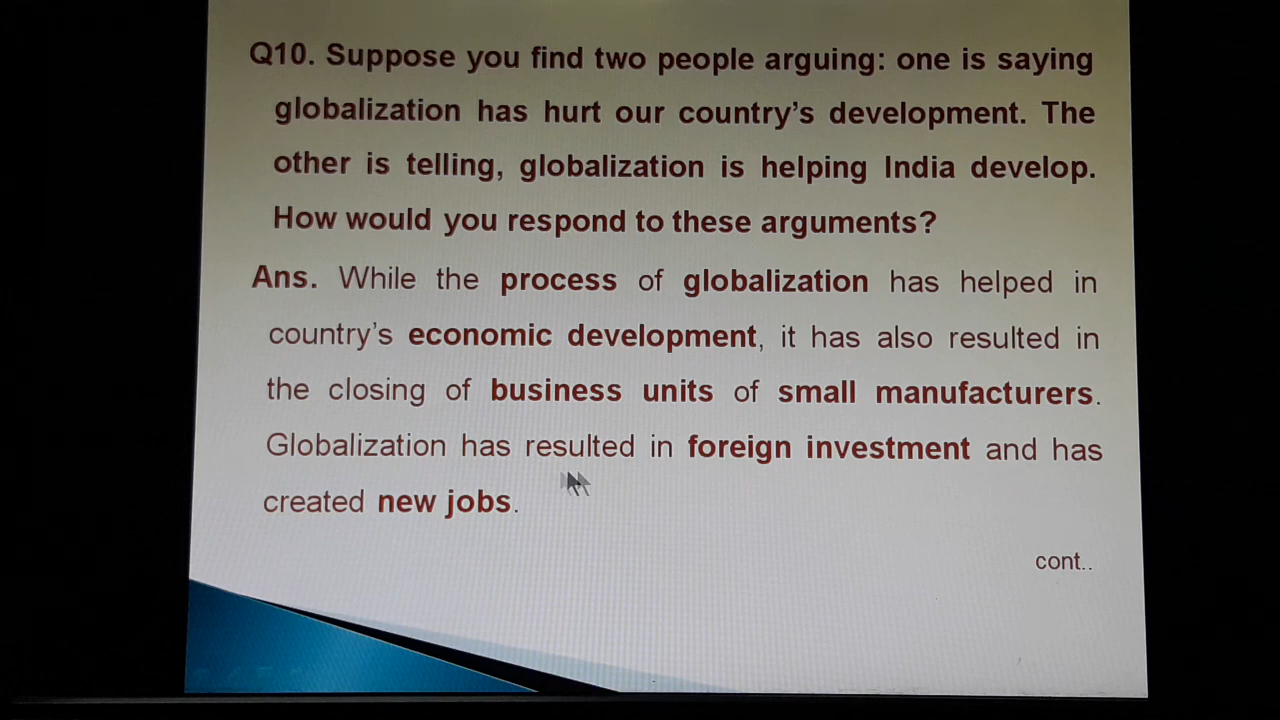 Q10. Suppose you find two people arguing: one is saying
globalization has hurt our country's development. The
other is telling, globalization is helping India develop.
How would you respond to these arguments?
Ans. While the process of globalization has helped in
country's economic development, it has also resulted in
the closing of business units of small manufacturers.
Globalization has resulted in foreign investment and has
created new jobs.
cont..